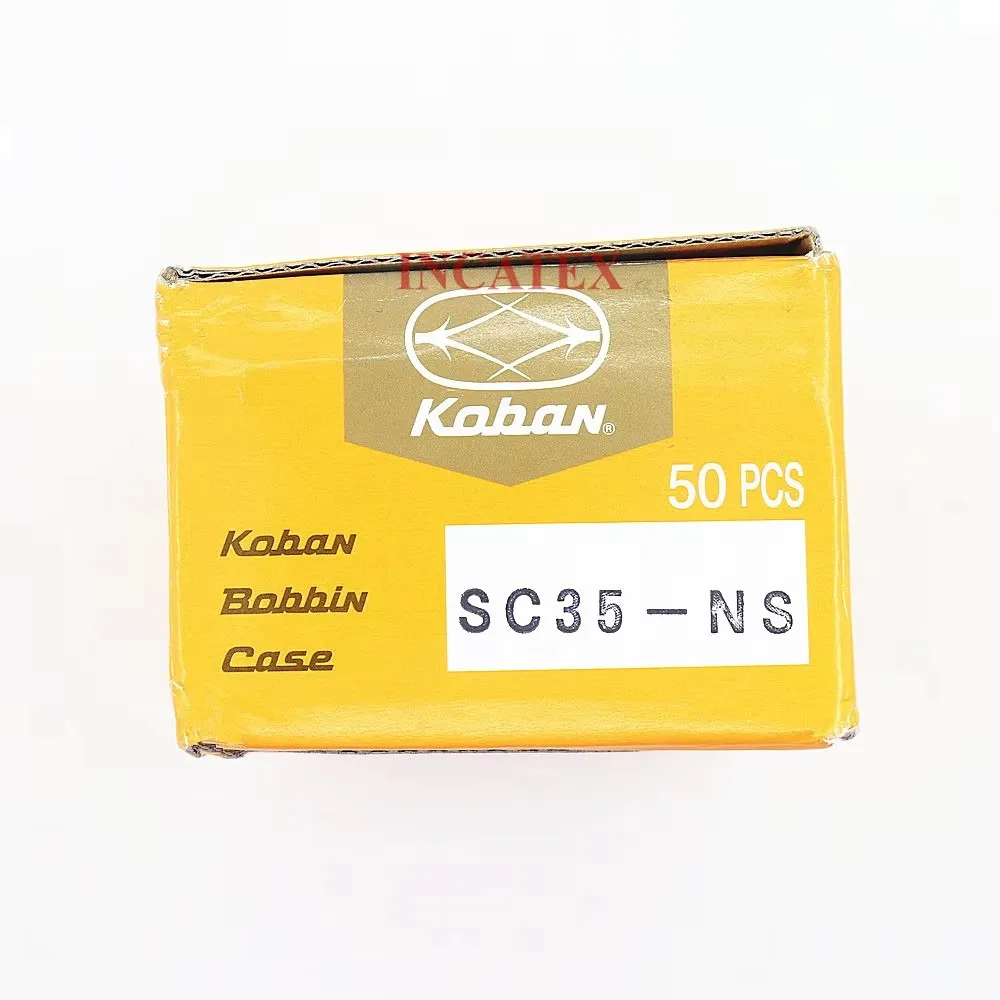 INCATEX
Koban®
50 PCS
Koban
Bobbin
Case
SC35-NS